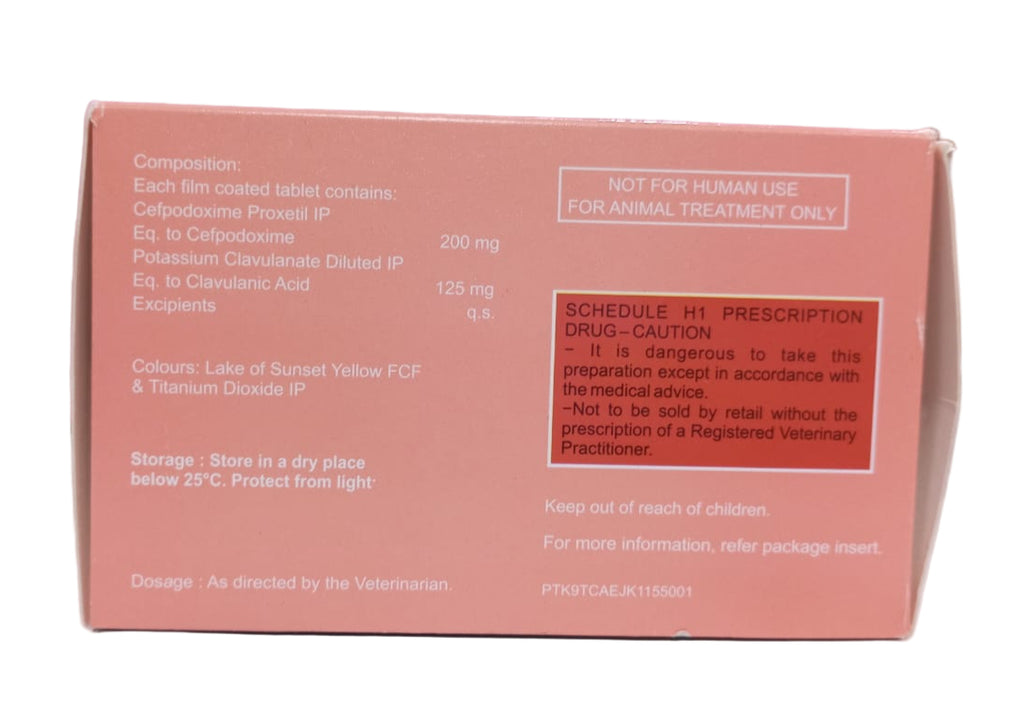 Composition:
Each film coated tablet contains:
Cefpodoxime Proxetil IP
Eq. to Cefpodoxime 200 mg
Potassium Clavulanate Diluted IP
Eq. to Clavulanic Acid 125 mg
Excipients q.s.
Colours: Lake of Sunset Yellow FCF
& Titanium Dioxide IP
Storage : Store in a dry place
below 25°C. Protect from light.
Dosage : As directed by the Veterinarian.
NOT FOR HUMAN USE
FOR ANIMAL TREATMENT ONLY
SCHEDULE H1 PRESCRIPTION
DRUG–CAUTION
– It is dangerous to take this
preparation except in accordance with
the medical advice.
–Not to be sold by retail without the
prescription of a Registered Veterinary
Practitioner.
Keep out of reach of children.
For more information, refer package insert.
PTK9TCAEJK1155001